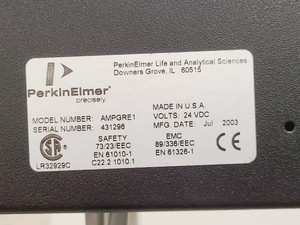 PerkinElmer Life and Analytical Sciences
Downers Grove, IL 60515
PerkinElmer
precisely
MADE IN U.S.A.
MODEL NUMBER: AMPGRE1 VOLTS: 24 VDC
SERIAL NUMBER: 431296 MFG. DATE: Jul 2003
SAFETY EMC
73/23/EEC 89/336/EEC
EN 61010-1 EN 61326-1
LR32929C C22.2 1010.1